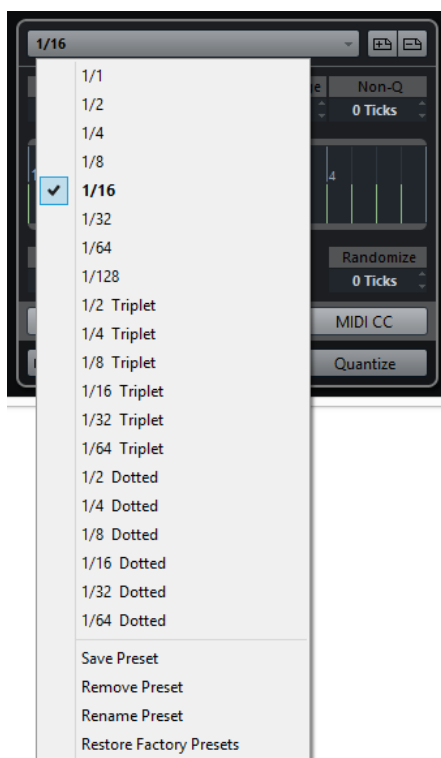 1/16
1/1
1/2
1/4
1/8
1/16
1/32
1/64
1/128
1/2 Triplet
1/4 Triplet
1/8 Triplet
1/16 Triplet
1/32 Triplet
1/64 Triplet
1/2 Dotted
1/4 Dotted
1/8 Dotted
1/16 Dotted
1/32 Dotted
1/64 Dotted
Save Preset
Remove Preset
Rename Preset
Restore Factory Presets
Non-Q
0 Ticks
4
Randomize
0 Ticks
MIDI CC
Quantize